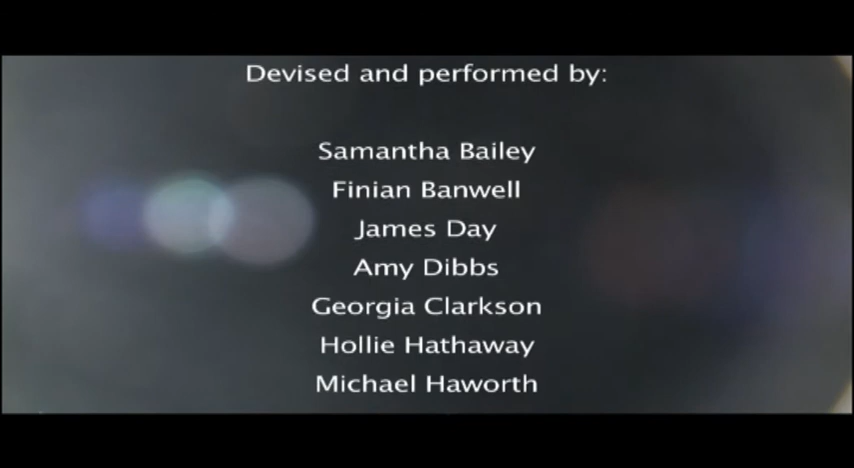 Devised and performed by:
Samantha Bailey
Finian Banwell
James Day
Amy Dibbs
Georgia Clarkson
Hollie Hathaway
Michael Haworth